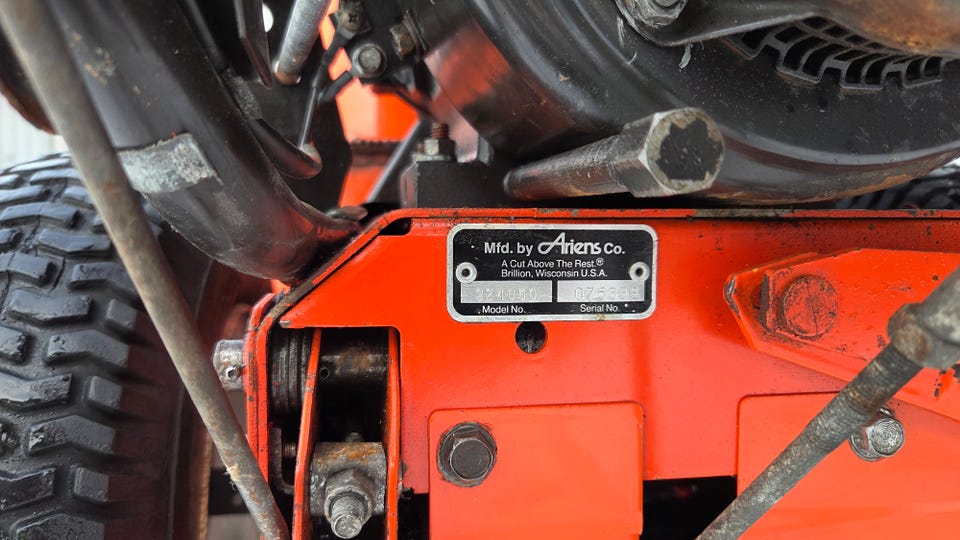 Mfd. by Ariens Co.
A Cut Above The Rest.®
Brillion, Wisconsin U.S.A.
Model No. Serial No.